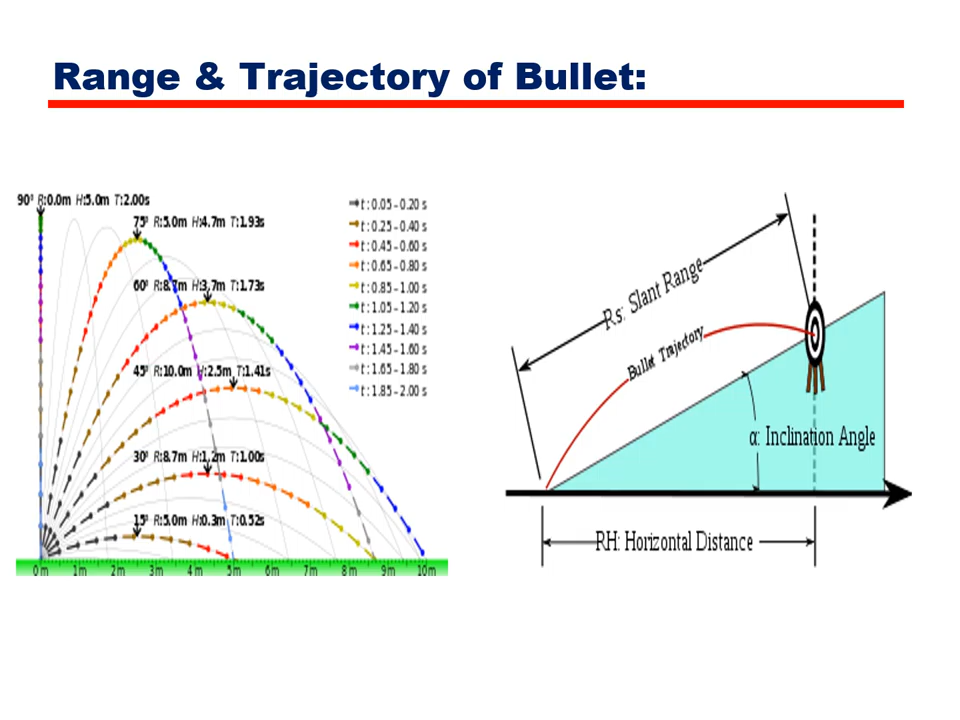 Range & Trajectory of Bullet:
90° R:0.0m H:5.0m T:2.00s
75° R:5.0m H:4.7m T:1.93s
60° R:8.7m H:3.7m T:1.73s
45° R:10.0m H:2.5m T:1.41s
30° R:8.7m H:1.2m T:1.00s
15° R:5.0m H:0.3m T:0.52s
t : 0.05 – 0.20 s
t : 0.25 – 0.40 s
t : 0.45 – 0.60 s
t : 0.65 – 0.80 s
t : 0.85 – 1.00 s
t : 1.05 – 1.20 s
t : 1.25 – 1.40 s
t : 1.45 – 1.60 s
t : 1.65 – 1.80 s
t : 1.85 – 2.00 s
0m 1m 2m 3m 4m 5m 6m 7m 8m 9m 10m
Rs: Slant Range
Bullet Trajectory
α: Inclination Angle
RH: Horizontal Distance